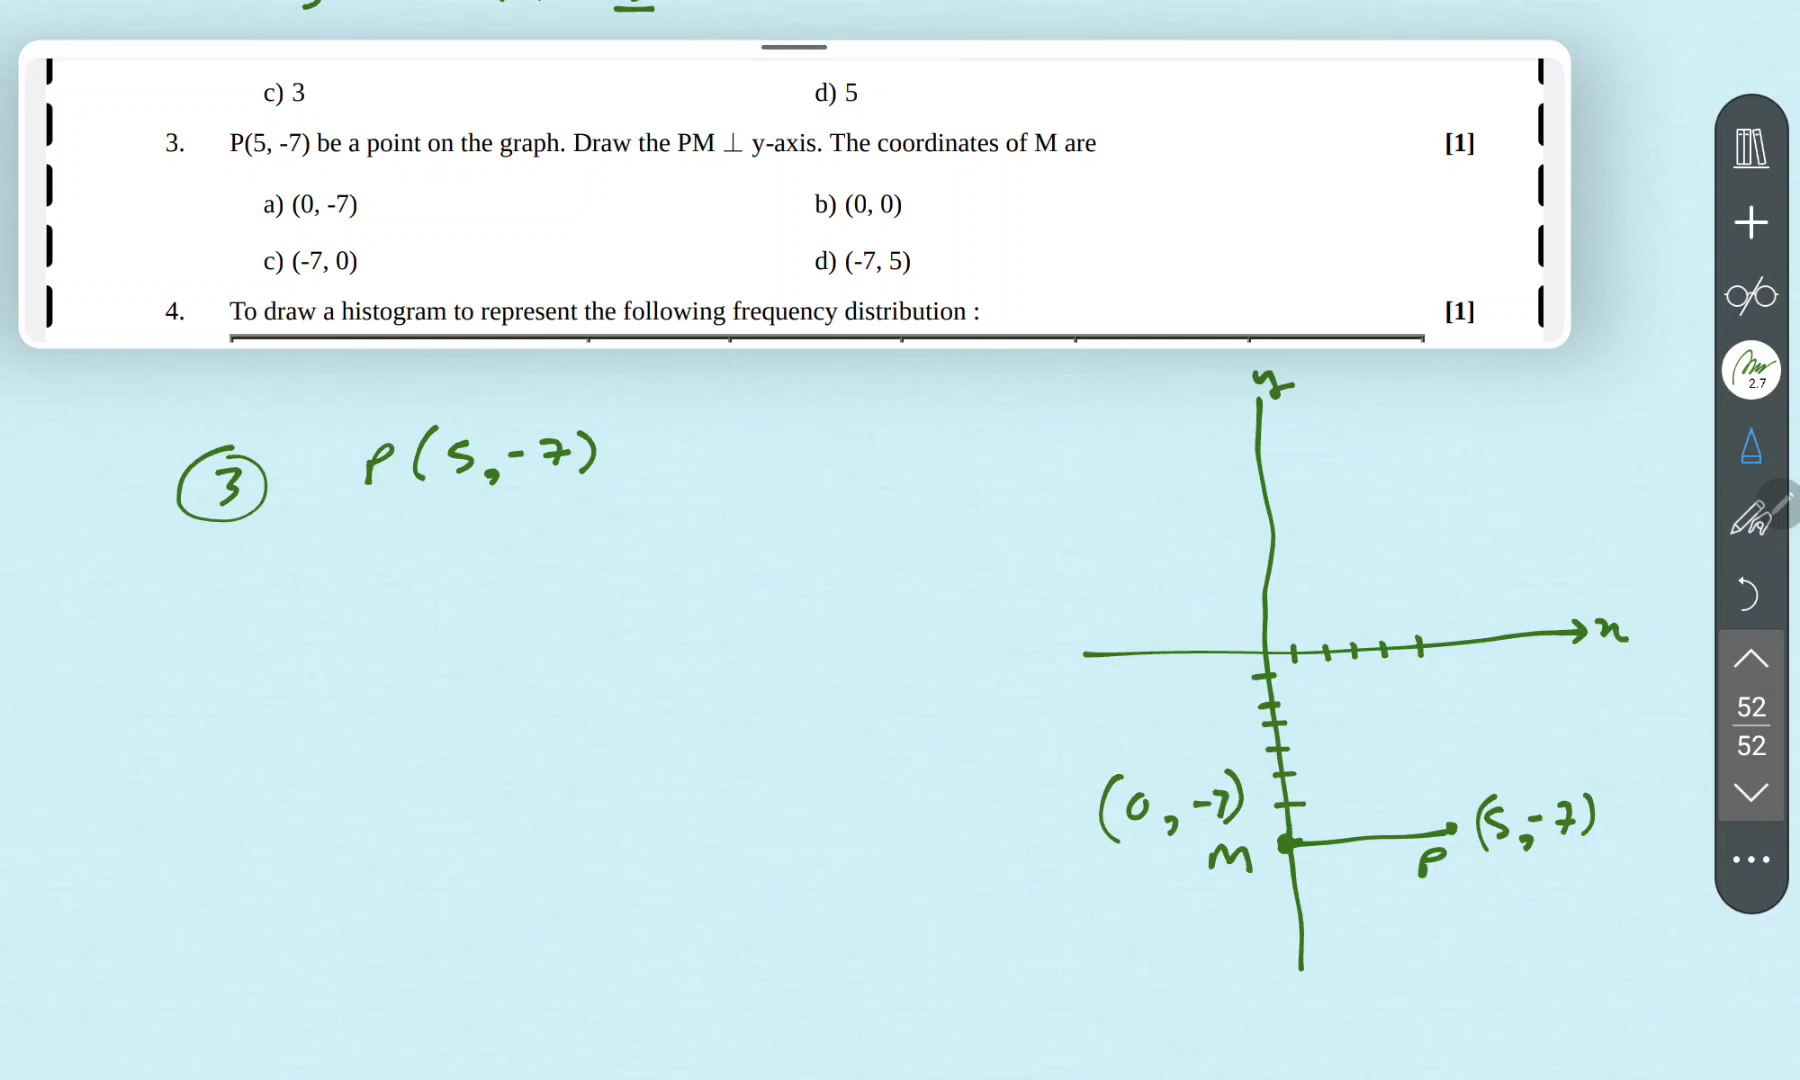 c) 3 d) 5
3. P(5, -7) be a point on the graph. Draw the PM ⊥ y-axis. The coordinates of M are [1]
a) (0, -7) b) (0, 0)
c) (-7, 0) d) (-7, 5)
4. To draw a histogram to represent the following frequency distribution : [1]
2.7
y
3 P(5,-7)
x
52
52
(0,-7)
M
P (5,-7)